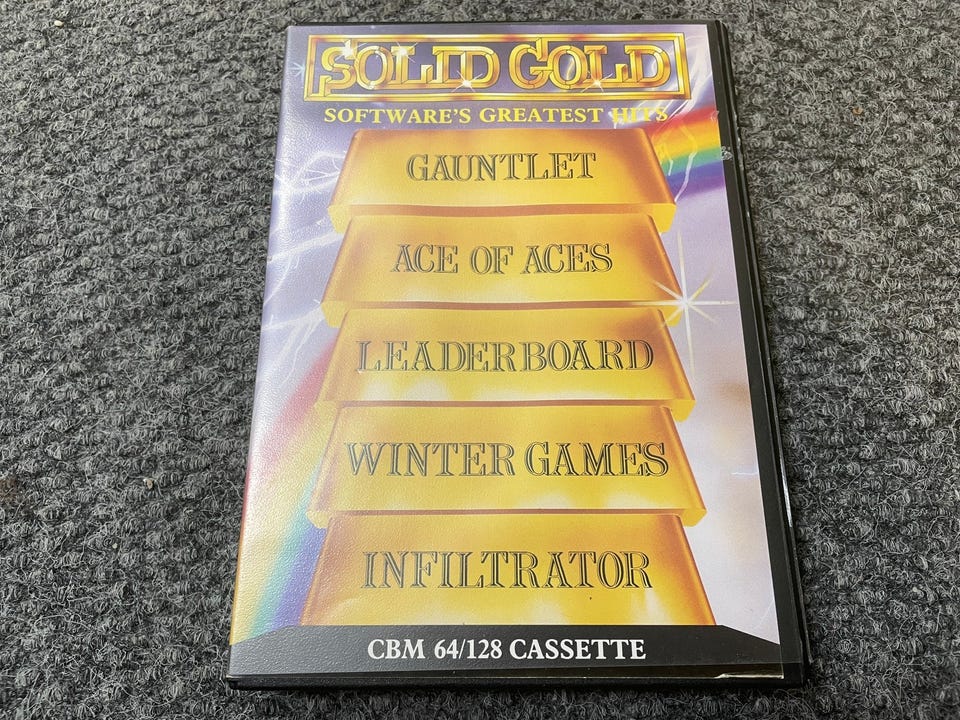 SOLID GOLD
SOFTWARE'S GREATEST HITS
GAUNTLET
ACE OF ACES
LEADERBOARD
WINTER GAMES
INFILTRATOR
CBM 64/128 CASSETTE